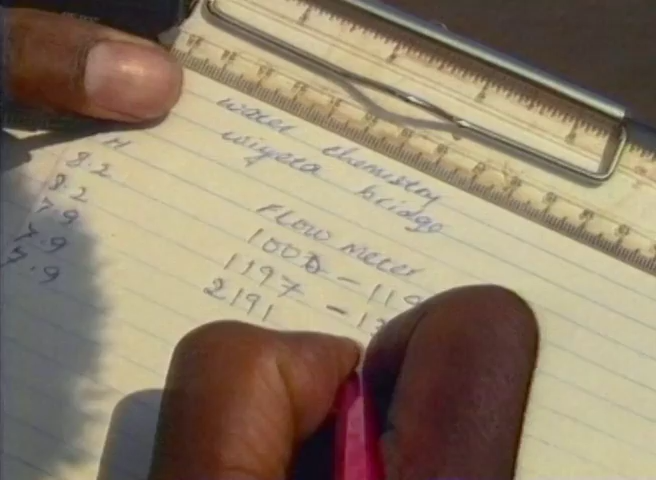 water chemistry
wiyeta bridge
H
8.2
8.2
7.9
7.9
7.9
Flow meter
1000 - 119
1197 - 13
2191